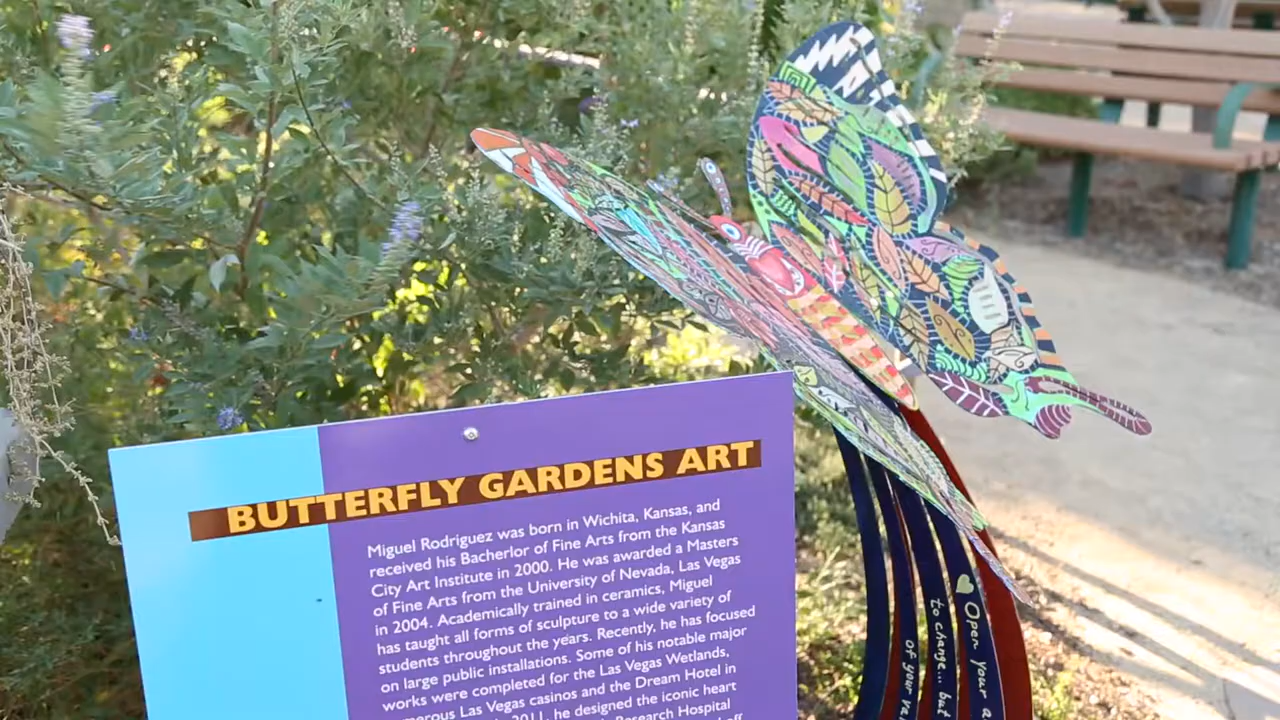 BUTTERFLY GARDENS ART
Miguel Rodriguez was born in Wichita, Kansas, and
received his Bacherlor of Fine Arts from the Kansas
City Art Institute in 2000. He was awarded a Masters
of Fine Arts from the University of Nevada, Las Vegas
in 2004. Academically trained in ceramics, Miguel
has taught all forms of sculpture to a wide variety of
students throughout the years. Recently, he has focused
on large public installations. Some of his notable major
works were completed for the Las Vegas Wetlands,
Las Vegas casinos and the Dream Hotel in
2011, he designed the iconic heart
Research Hospital
Open your
to change... but
of your